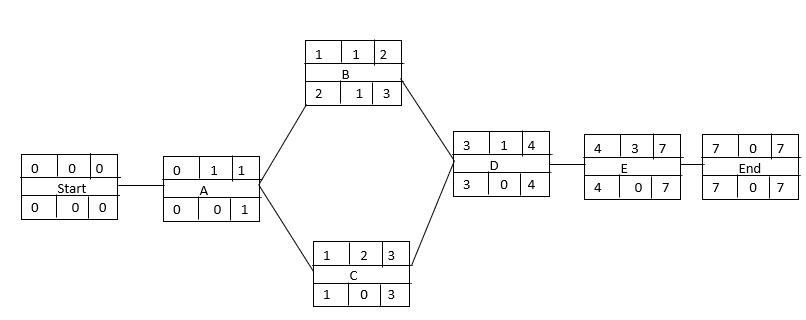 1 1 2
B
2 1 3
0 0 0
Start
0 0 0
0 1 1
A
0 0 1
3 1 4
D
3 0 4
4 3 7
E
4 0 7
7 0 7
End
7 0 7
1 2 3
C
1 0 3